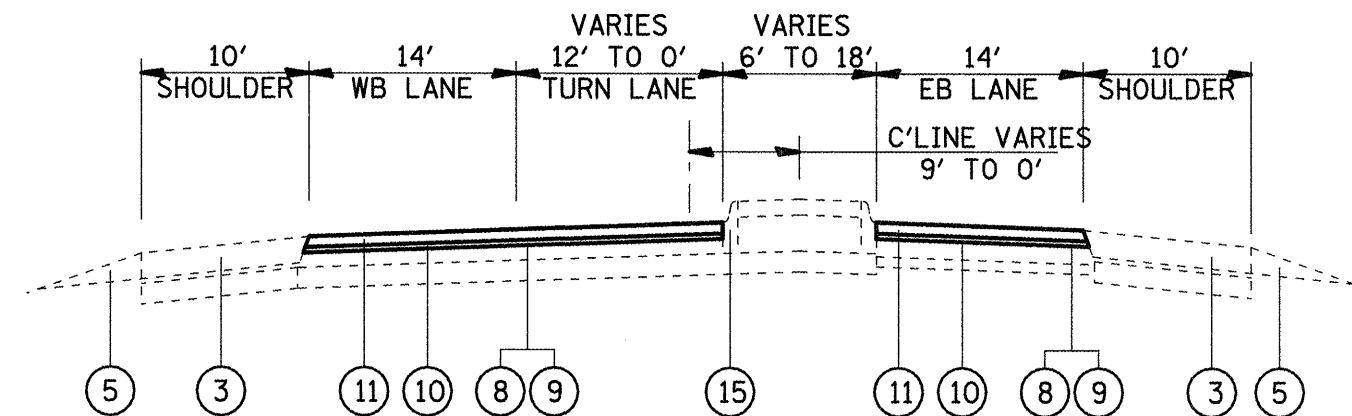 VARIES VARIES
10' 14' 12' TO 0' 6' TO 18' 14' 10'
SHOULDER WB LANE TURN LANE EB LANE SHOULDER
C'LINE VARIES
9' TO 0'
5 3 11 10 8 9 15 11 10 8 9 3 5